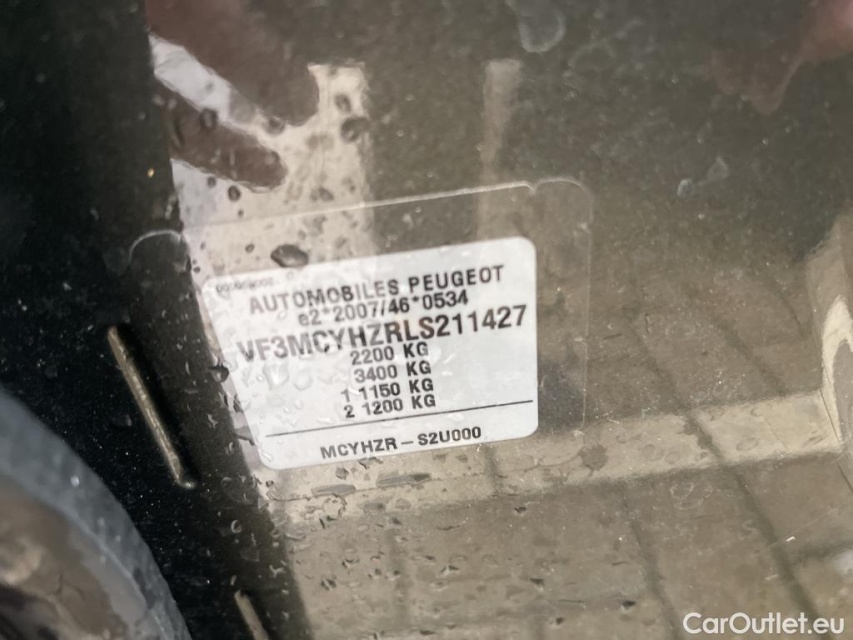 AUTOMOBILES PEUGEOT
e2*2007/46*0534
VF3MCYHZRLS211427
2200 KG
3400 KG
1 1150 KG
2 1200 KG
MCYHZR - S2U000
CarOutlet.eu